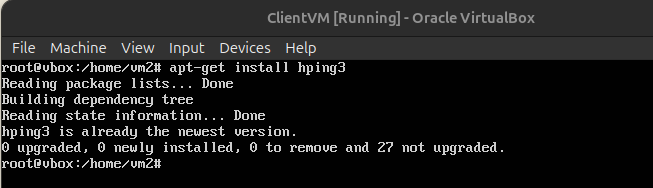 ClientVM [Running] - Oracle VirtualBox
File Machine View Input Devices Help
root@vbox:/home/vm2# apt-get install hping3
Reading package lists... Done
Building dependency tree
Reading state information... Done
hping3 is already the newest version.
0 upgraded, 0 newly installed, 0 to remove and 27 not upgraded.
root@vbox:/home/vm2#